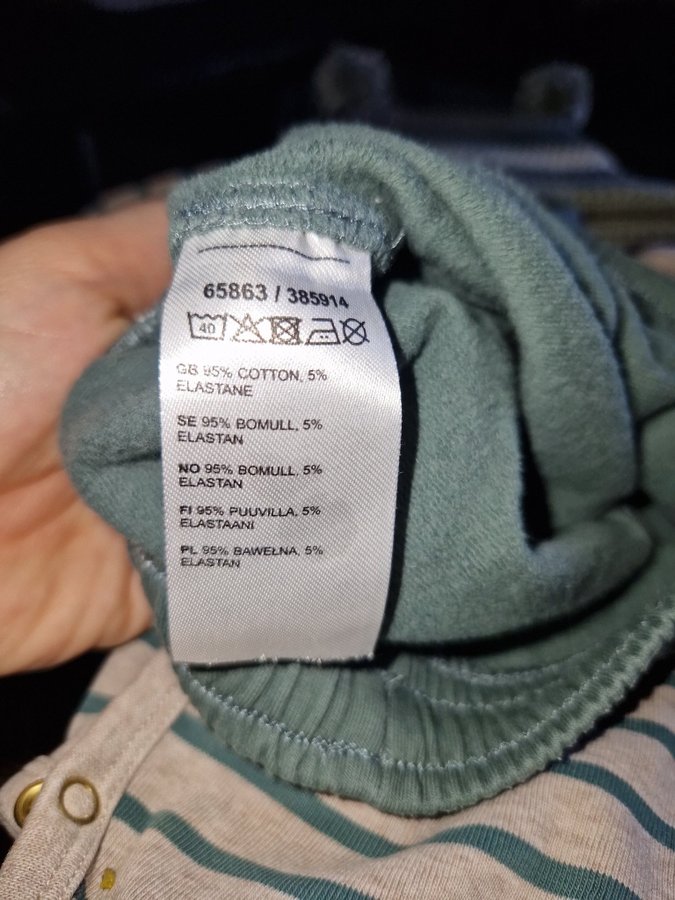 65863 / 385914
40
GB 95% COTTON, 5%
ELASTANE
SE 95% BOMULL, 5%
ELASTAN
NO 95% BOMULL, 5%
ELASTAN
FI 95% PUUVILLA, 5%
ELASTAANI
PL 95% BAWEŁNA, 5%
ELASTAN